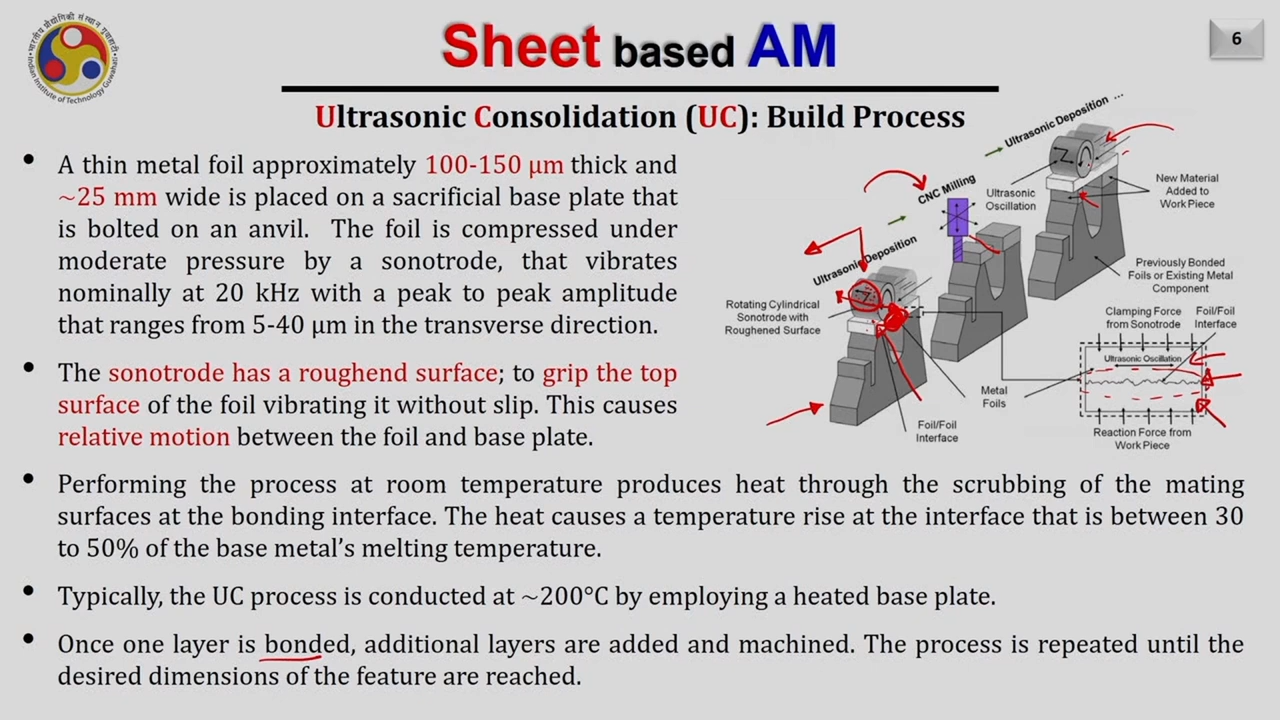 Sheet based AM
6
Ultrasonic Consolidation (UC): Build Process
• A thin metal foil approximately 100-150 µm thick and
~25 mm wide is placed on a sacrificial base plate that
is bolted on an anvil. The foil is compressed under
moderate pressure by a sonotrode, that vibrates
nominally at 20 kHz with a peak to peak amplitude
that ranges from 5-40 µm in the transverse direction.
• The sonotrode has a roughend surface; to grip the top
surface of the foil vibrating it without slip. This causes
relative motion between the foil and base plate.
• Performing the process at room temperature produces heat through the scrubbing of the mating
surfaces at the bonding interface. The heat causes a temperature rise at the interface that is between 30
to 50% of the base metal's melting temperature.
• Typically, the UC process is conducted at ~200°C by employing a heated base plate.
• Once one layer is bonded, additional layers are added and machined. The process is repeated until the
desired dimensions of the feature are reached.
Ultrasonic Deposition ...
CNC Milling
Ultrasonic
Oscillation
New Material
Added to
Work Piece
Ultrasonic Deposition
Rotating Cylindrical
Sonotrode with
Roughened Surface
Previously Bonded
Foils or Existing Metal
Component
Clamping Force
from Sonotrode
Foil/Foil
Interface
Ultrasonic Oscillation
Metal
Foils
Foil/Foil
Interface
Reaction Force from
Work Piece
Indian Institute of Technology Guwahati